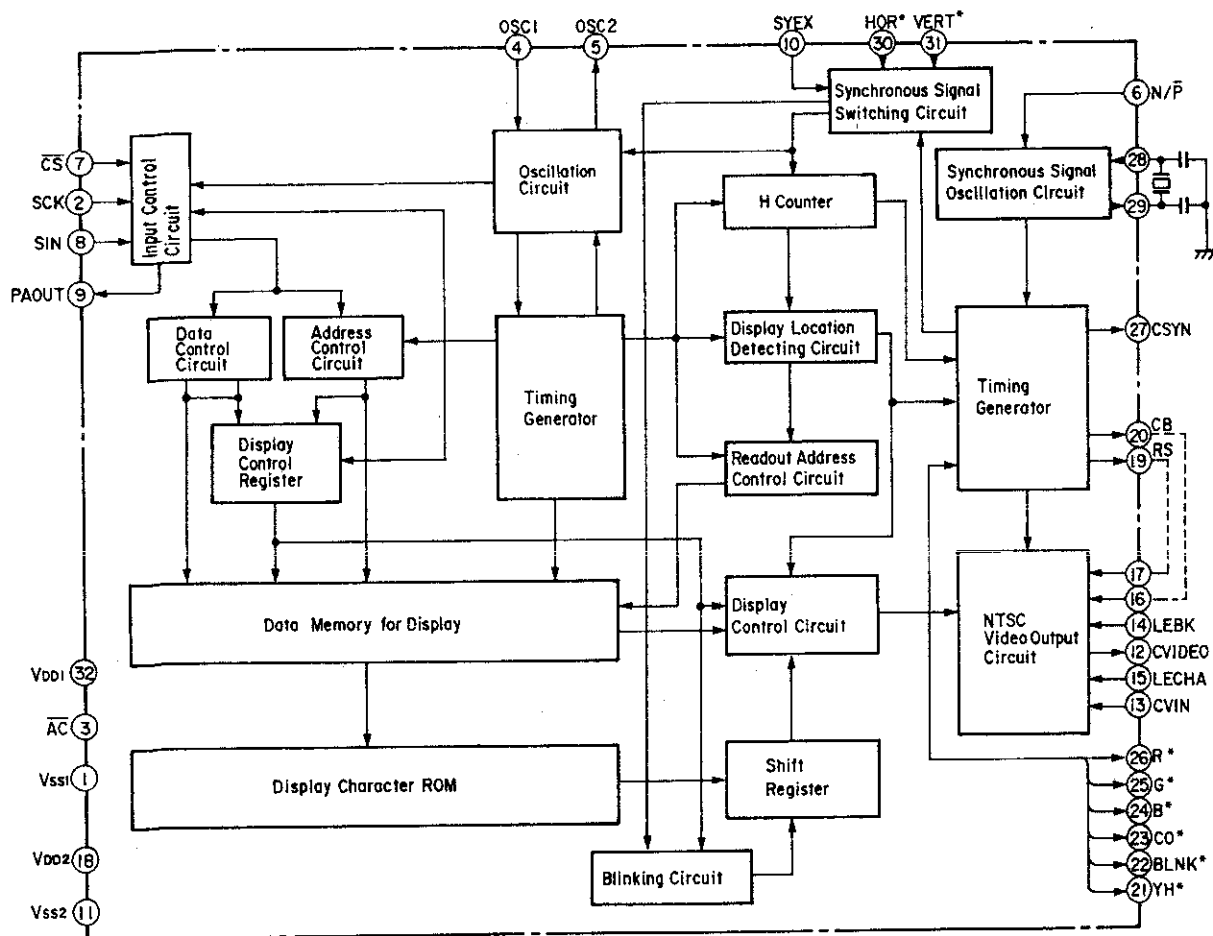 OSC1 OSC2 SYEX HOR* VERT*
4 5 10 30 31
Synchronous Signal
Switching Circuit
6 N/P̅
C̅S̅ 7
SCK 2
SIN 8
PAOUT 9
Input Control
Circuit
Oscillation
Circuit
H Counter
Synchronous Signal
Oscillation Circuit
28
29
Data
Control
Circuit
Address
Control
Circuit
Display
Control
Register
Timing
Generator
Display Location
Detecting Circuit
Readout Address
Control Circuit
Timing
Generator
27 CSYN
20 CB
19 RS
Data Memory for Display
Display
Control Circuit
NTSC
Video Output
Circuit
17
16
14 LEBK
12 CVIDEO
15 LECHA
13 CVIN
VDD1 32
A̅C̅ 3
VSS1 1
VDD2 18
VSS2 11
Display Character ROM
Shift
Register
Blinking Circuit
26 R*
25 G*
24 B*
23 CO*
22 BLNK*
21 YH*